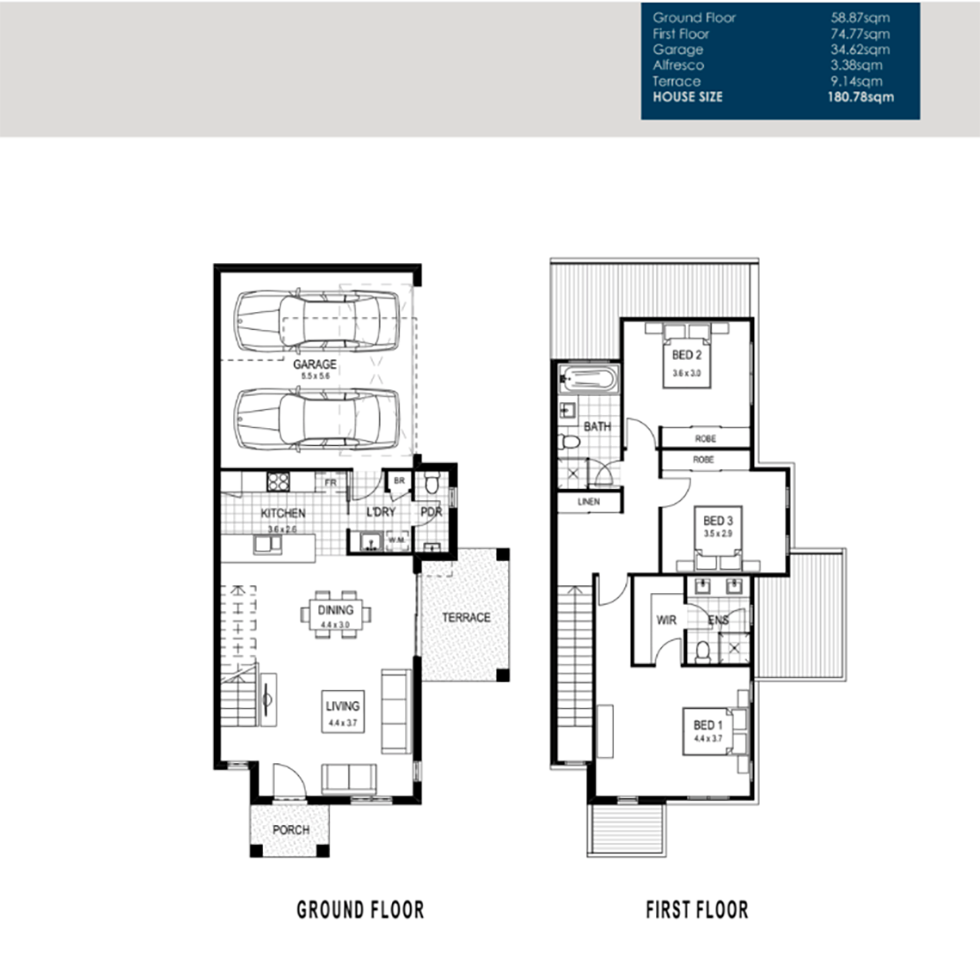 Ground Floor 58.87sqm
First Floor 74.77sqm
Garage 34.62sqm
Alfresco 3.38sqm
Terrace 9.14sqm
HOUSE SIZE 180.78sqm
GARAGE
5.5 x 5.6
KITCHEN
3.6 x 2.6
FR
BR
L'DRY
PDR
W.M.
DINING
4.4 x 3.0
TERRACE
LIVING
4.4 x 3.7
PORCH
GROUND FLOOR
BED 2
3.6 x 3.0
BATH
ROBE
ROBE
LINEN
BED 3
3.5 x 2.9
WIR
ENS
BED 1
4.4 x 3.7
FIRST FLOOR